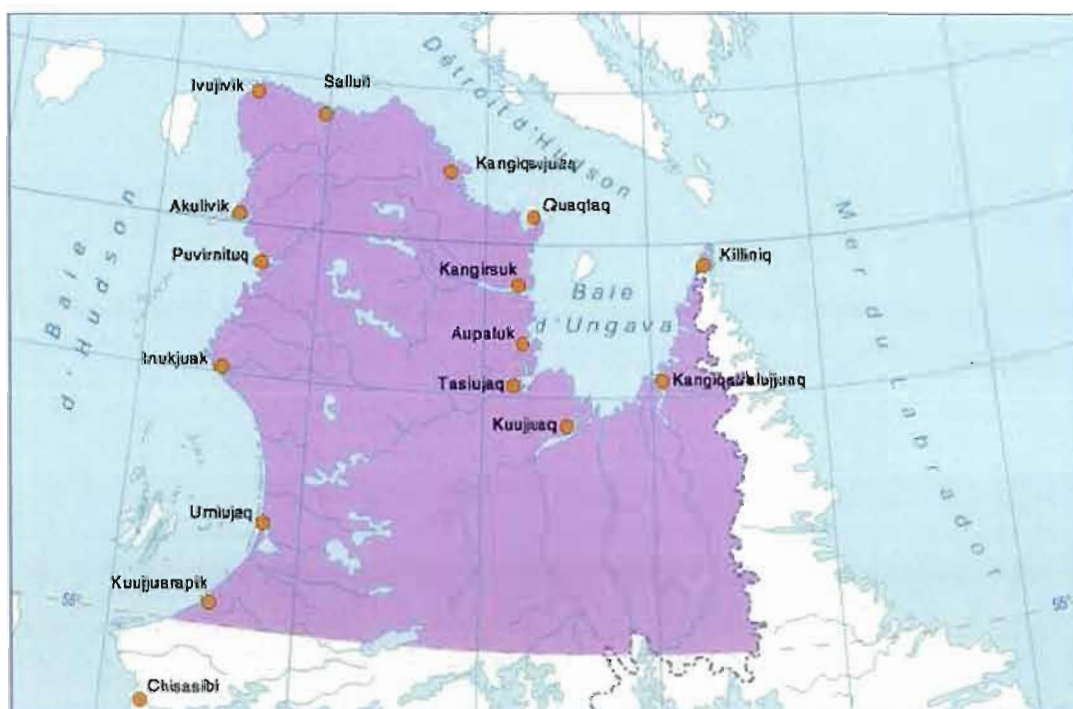 Ivujivik
Salluit
Détroit d'Hudson
Kangiqsujuaq
Akulivik
Quaqtaq
Puvirnituq
Killiniq
Kangirsuk
Baie
d'Hudson
Baie
d'Ungava
Mer du Labrador
Aupaluk
Inukjuak
Tasiujaq
Kangiqsualujjuaq
Kuujjuaq
Umiujaq
Kuujjuarapik
55°
55°
Chisasibi